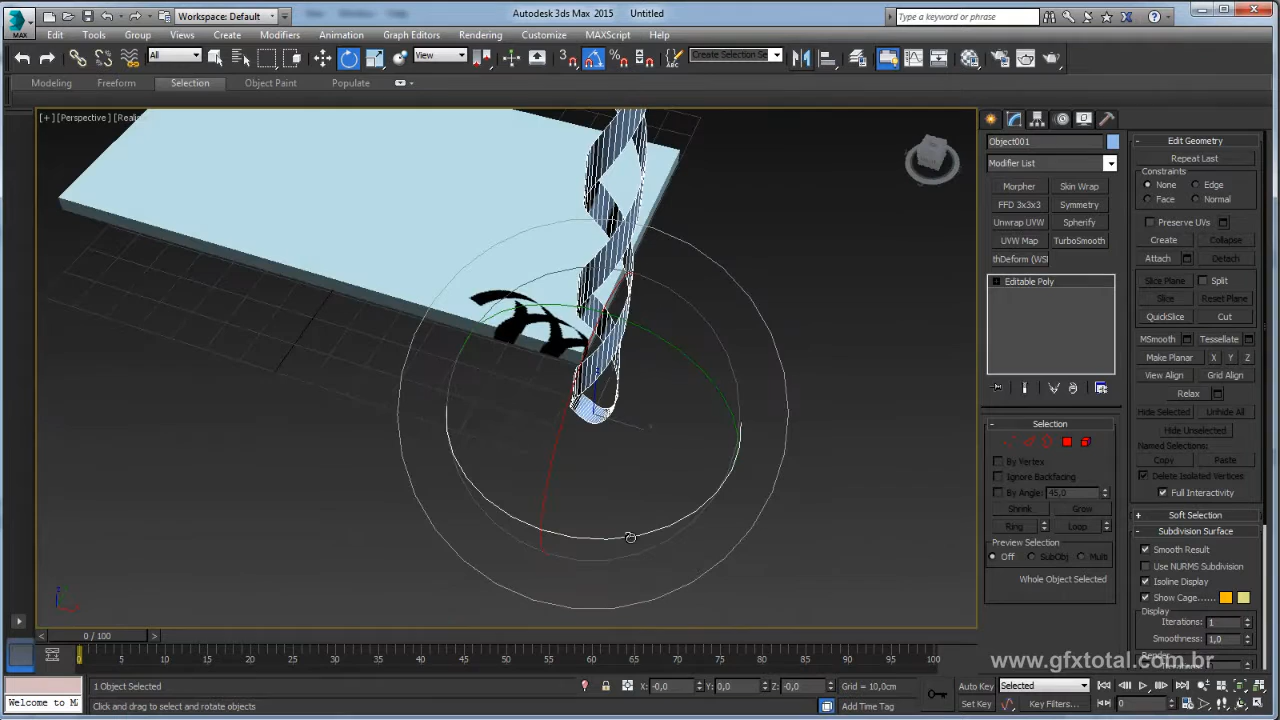 Workspace: Default
Autodesk 3ds Max 2015
Untitled
Type a keyword or phrase
MAX
Edit
Tools
Group
Views
Create
Modifiers
Animation
Graph Editors
Rendering
Customize
MAXScript
Help
All
View
Create Selection Se
Modeling
Freeform
Selection
Object Paint
Populate
[+] [Perspective] [Reali
x
Object001
Modifier List
Morpher
Skin Wrap
FFD 3x3x3
Symmetry
Unwrap UVW
Spherify
UVW Map
TurboSmooth
thDeform (WS
Editable Poly
Selection
By Vertex
Ignore Backfacing
By Angle: 45,0
Shrink
Grow
Ring
Loop
Preview Selection
Off
SubObj
Multi
Whole Object Selected
Edit Geometry
Repeat Last
Constraints
None
Edge
Face
Normal
Preserve UVs
Create
Collapse
Attach
Detach
Slice Plane
Split
Slice
Reset Plane
QuickSlice
Cut
MSmooth
Tessellate
Make Planar
X
Y
Z
View Align
Grid Align
Relax
Hide Selected
Unhide All
Hide Unselected
Named Selections:
Copy
Paste
Delete Isolated Vertices
Full Interactivity
Soft Selection
Subdivision Surface
Smooth Result
Use NURMS Subdivision
Isoline Display
Show Cage......
Display
Iterations: 1
Smoothness: 1,0
Render
0 / 100
0 5 10 15 20 25 30 35 40 45 50 55 60 65 70 75 80 85 90 95 100
www.gfxtotal.com.br
1 Object Selected
X: -0,0
Y: 0,0
Z: -0,0
Grid = 10,0cm
Auto Key
Selected
Welcome to M
Click and drag to select and rotate objects
Add Time Tag
Set Key
Key Filters...
0